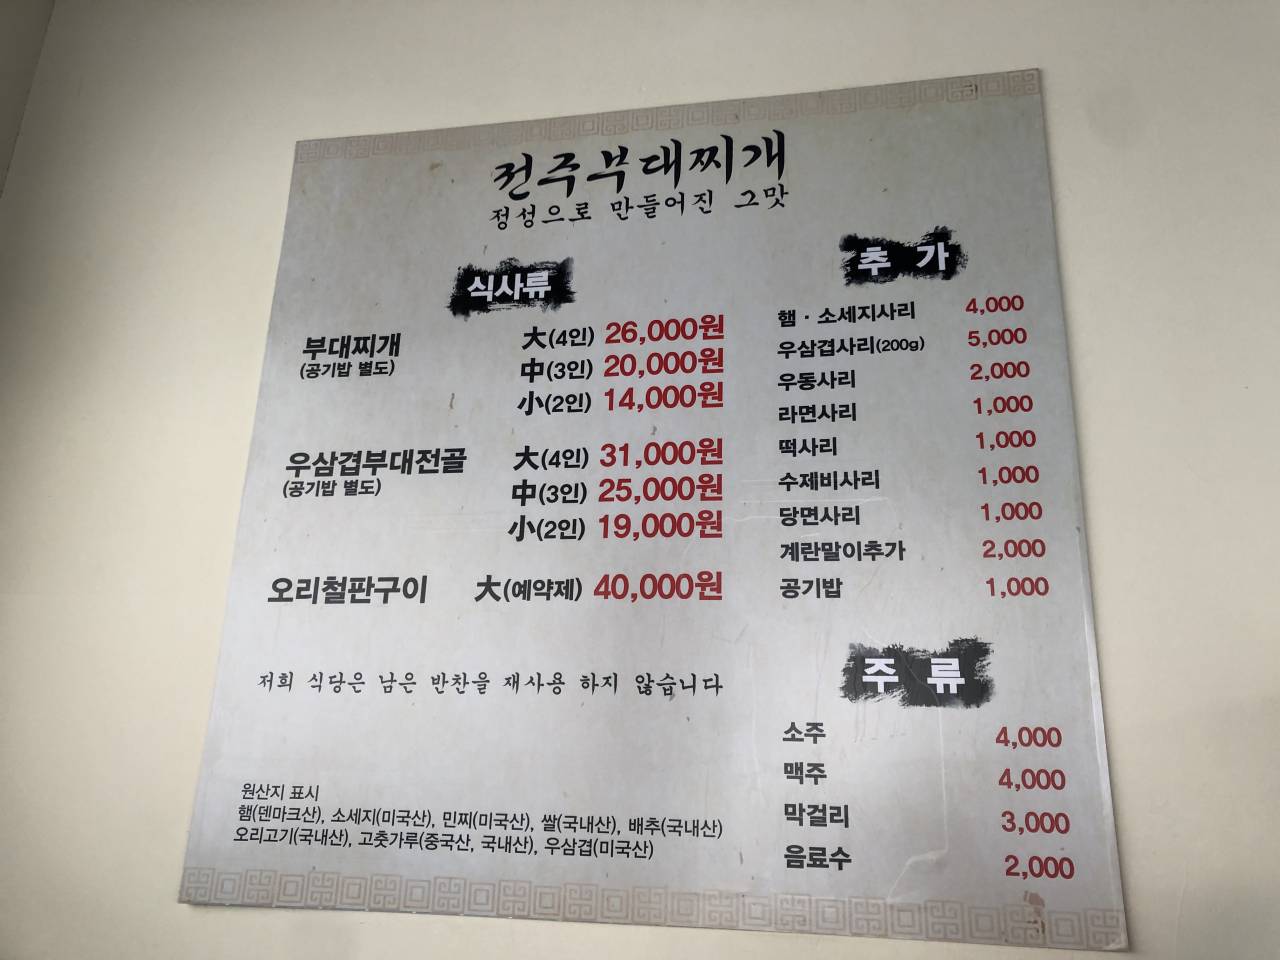 전주부대찌개
정성으로 만들어진 그맛
식사류
부대찌개 大(4인) 26,000원
(공기밥 별도) 中(3인) 20,000원
小(2인) 14,000원
우삼겹부대전골 大(4인) 31,000원
(공기밥 별도) 中(3인) 25,000원
小(2인) 19,000원
오리철판구이 大(예약제) 40,000원
저희 식당은 남은 반찬을 재사용 하지 않습니다
원산지 표시
햄(덴마크산), 소세지(미국산), 민찌(미국산), 쌀(국내산), 배추(국내산)
오리고기(국내산), 고춧가루(중국산, 국내산), 우삼겹(미국산)
추 가
햄 · 소세지사리 4,000
우삼겹사리(200g) 5,000
우동사리 2,000
라면사리 1,000
떡사리 1,000
수제비사리 1,000
당면사리 1,000
계란말이추가 2,000
공기밥 1,000
주 류
소주 4,000
맥주 4,000
막걸리 3,000
음료수 2,000